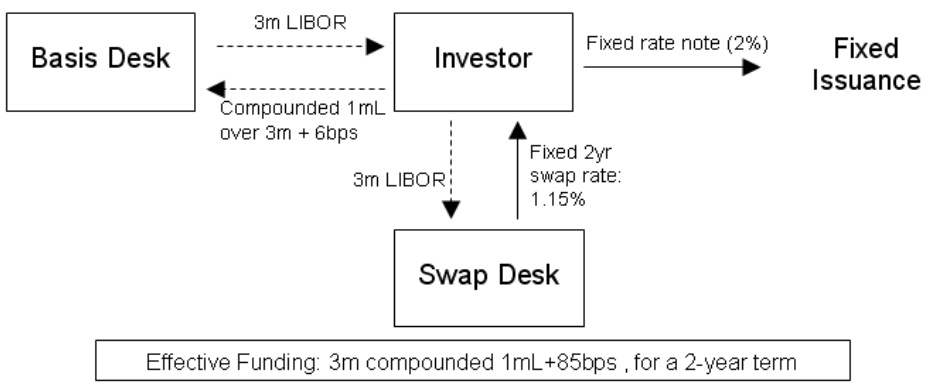 3m LIBOR
Basis Desk
Investor
Fixed rate note (2%)
Fixed
Issuance
Compounded 1mL
over 3m + 6bps
3m LIBOR
Fixed 2yr
swap rate:
1.15%
Swap Desk
Effective Funding: 3m compounded 1mL+85bps , for a 2-year term